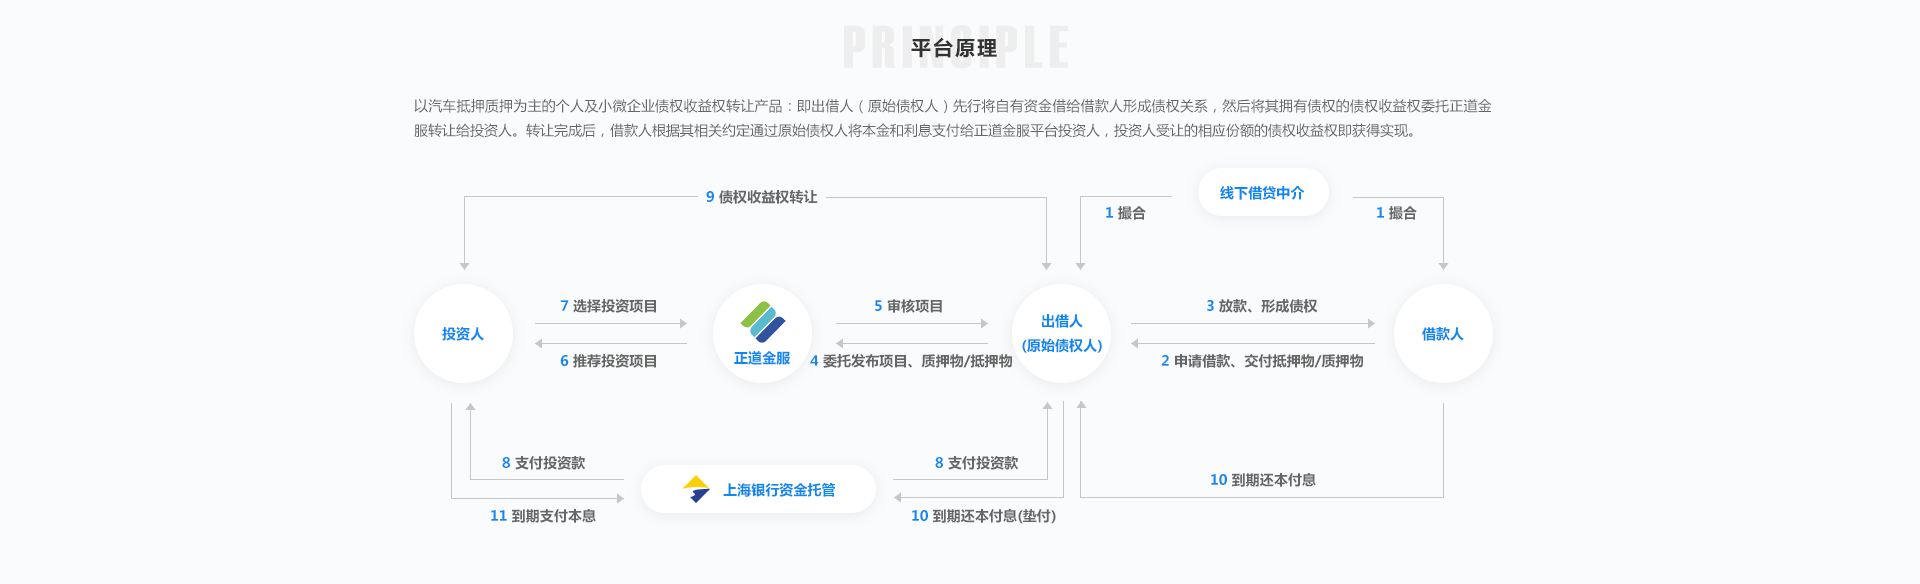 PRINCIPLE
平台原理
以汽车抵押质押为主的个人及小微企业债权收益权转让产品：即出借人（原始债权人）先行将自有资金借给借款人形成债权关系，然后将其拥有债权的债权收益权委托正道金
服转让给投资人。转让完成后，借款人根据其相关约定通过原始债权人将本金和利息支付给正道金服平台投资人，投资人受让的相应份额的债权收益权即获得实现。
9 债权收益权转让
线下借贷中介
1 撮合
1 撮合
7 选择投资项目
5 审核项目
3 放款、形成债权
投资人
正道金服
出借人
(原始债权人)
借款人
6 推荐投资项目
4 委托发布项目、质押物/抵押物
2 申请借款、交付抵押物/质押物
8 支付投资款
8 支付投资款
上海银行资金托管
10 到期还本付息
11 到期支付本息
10 到期还本付息(垫付)